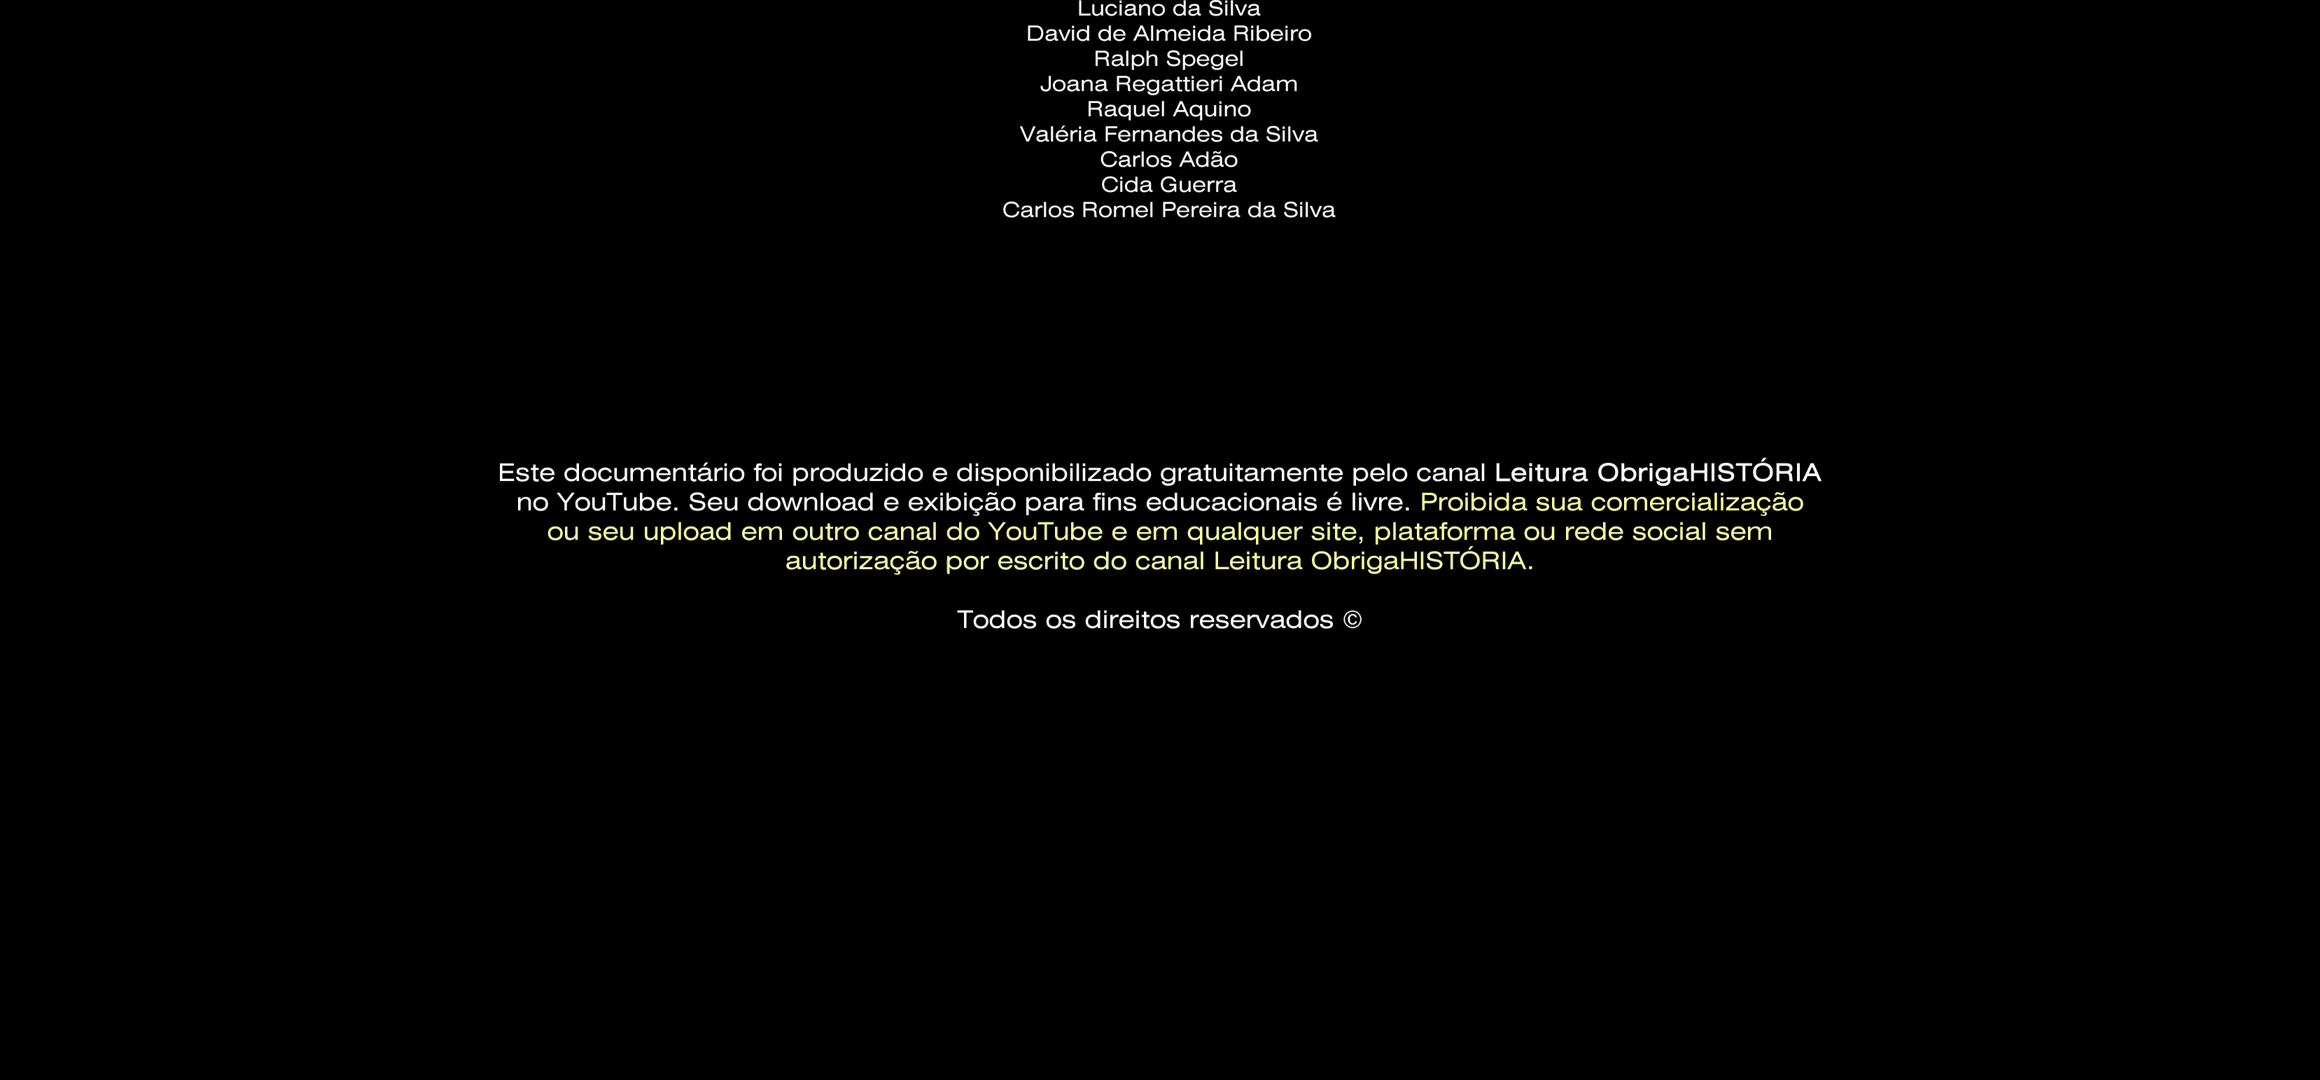 Luciano da Silva
David de Almeida Ribeiro
Ralph Spegel
Joana Regattieri Adam
Raquel Aquino
Valéria Fernandes da Silva
Carlos Adão
Cida Guerra
Carlos Romel Pereira da Silva
Este documentário foi produzido e disponibilizado gratuitamente pelo canal Leitura ObrigaHISTÓRIA
no YouTube. Seu download e exibição para fins educacionais é livre. Proibida sua comercialização
ou seu upload em outro canal do YouTube e em qualquer site, plataforma ou rede social sem
autorização por escrito do canal Leitura ObrigaHISTÓRIA.
Todos os direitos reservados ©